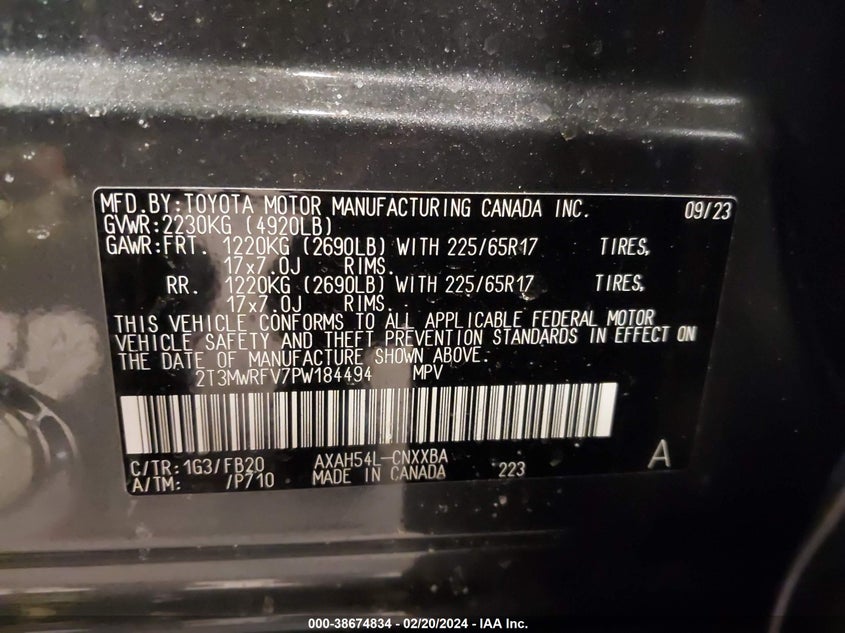 MFD.BY:TOYOTA MOTOR MANUFACTURING CANADA INC. 09/23
GVWR:2230KG (4920LB)
GAWR:FRT. 1220KG (2690LB) WITH 225/65R17 TIRES,
17x7.0J RIMS.
RR. 1220KG (2690LB) WITH 225/65R17 TIRES,
17x7.0J RIMS.
THIS VEHICLE CONFORMS TO ALL APPLICABLE FEDERAL MOTOR
VEHICLE SAFETY AND THEFT PREVENTION STANDARDS IN EFFECT ON
THE DATE OF MANUFACTURE SHOWN ABOVE.
2T3MWRFV7PW184494 MPV
C/TR:1G3/FB20 AXAH54L-CNXXBA A
A/TM: /P710 MADE IN CANADA 223
000-38674834 - 02/20/2024 - IAA Inc.